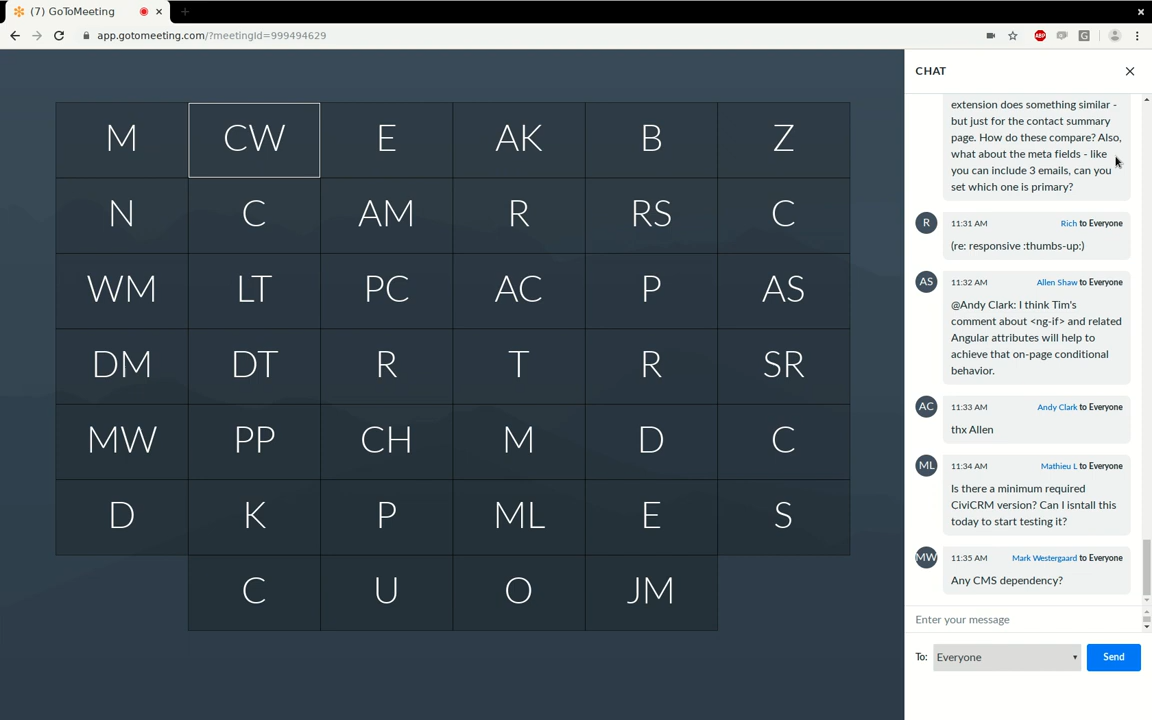 (7) GoToMeeting
app.gotomeeting.com/?meetingId=999494629
ABP
G
M CW E AK B Z
N C AM R RS C
WM LT PC AC P AS
DM DT R T R SR
MW PP CH M D C
D K P ML E S
C U O JM
CHAT
extension does something similar -
but just for the contact summary
page. How do these compare? Also,
what about the meta fields - like
you can include 3 emails, can you
set which one is primary?
R 11:31 AM Rich to Everyone
(re: responsive :thumbs-up:)
AS 11:32 AM Allen Shaw to Everyone
@Andy Clark: I think Tim's
comment about <ng-if> and related
Angular attributes will help to
achieve that on-page conditional
behavior.
AC 11:33 AM Andy Clark to Everyone
thx Allen
ML 11:34 AM Mathieu L to Everyone
Is there a minimum required
CiviCRM version? Can I isntall this
today to start testing it?
MW 11:35 AM Mark Westergaard to Everyone
Any CMS dependency?
Enter your message
To: Everyone Send